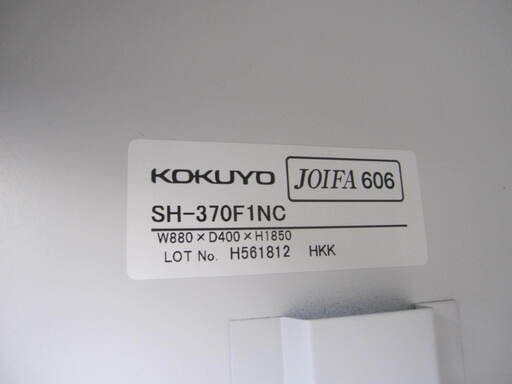 KOKUYO JOIFA 606
SH-370F1NC
W880×D400×H1850
LOT No. H561812 HKK